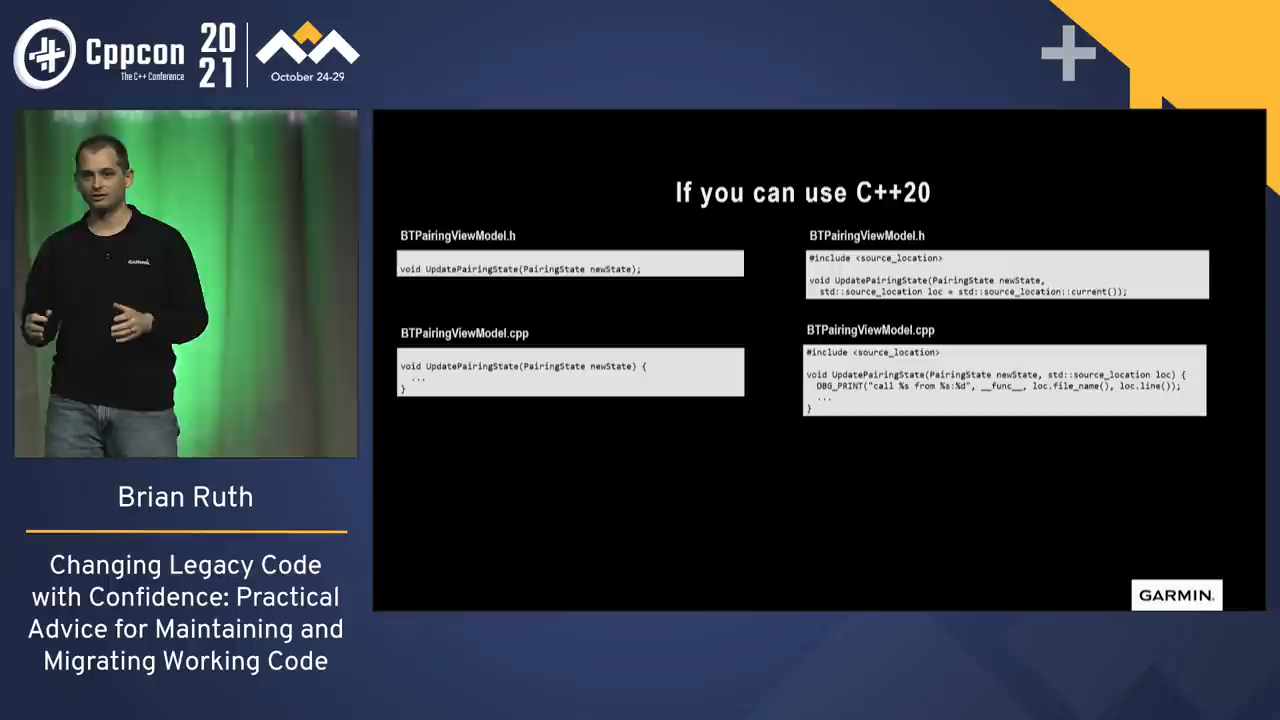 Cppcon
The C++ Conference
20
21
October 24-29
GARMIN
If you can use C++20
BTPairingViewModel.h
void UpdatePairingState(PairingState newState);
BTPairingViewModel.cpp
void UpdatePairingState(PairingState newState) {
...
}
BTPairingViewModel.h
#include <source_location>
void UpdatePairingState(PairingState newState,
std::source_location loc = std::source_location::current());
BTPairingViewModel.cpp
#include <source_location>
void UpdatePairingState(PairingState newState, std::source_location loc) {
DBG_PRINT("call %s from %s:%d", __func__, loc.file_name(), loc.line());
...
}
GARMIN.
Brian Ruth
Changing Legacy Code
with Confidence: Practical
Advice for Maintaining and
Migrating Working Code